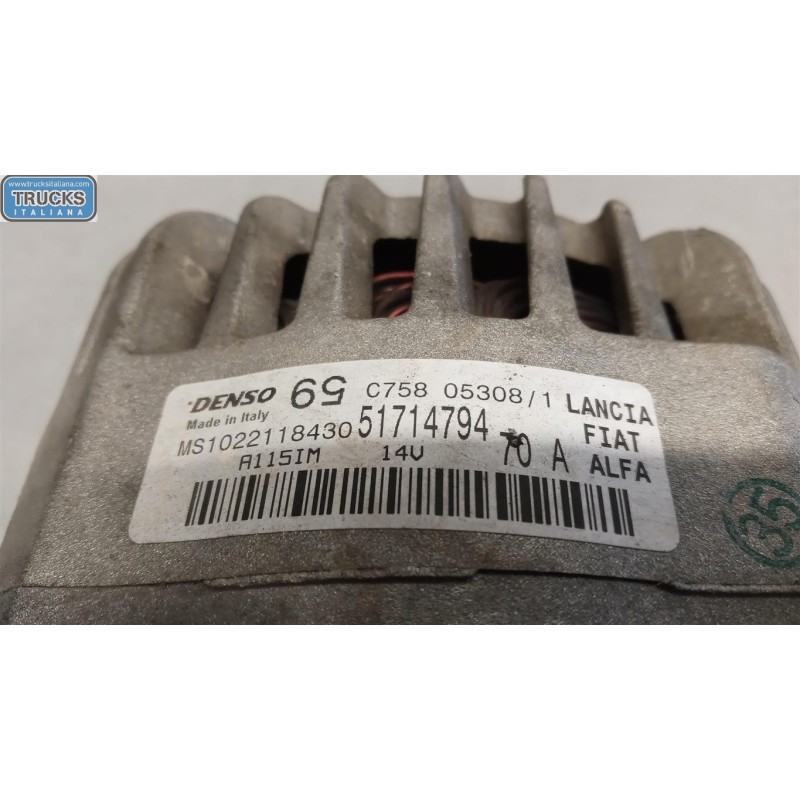 www.trucksitaliana.com
TRUCKS
ITALIANA
DENSO 59 C758 05308/1 LANCIA
Made in Italy
MS1022118430 51714794 70 A FIAT
A115IM 14V ALFA
35